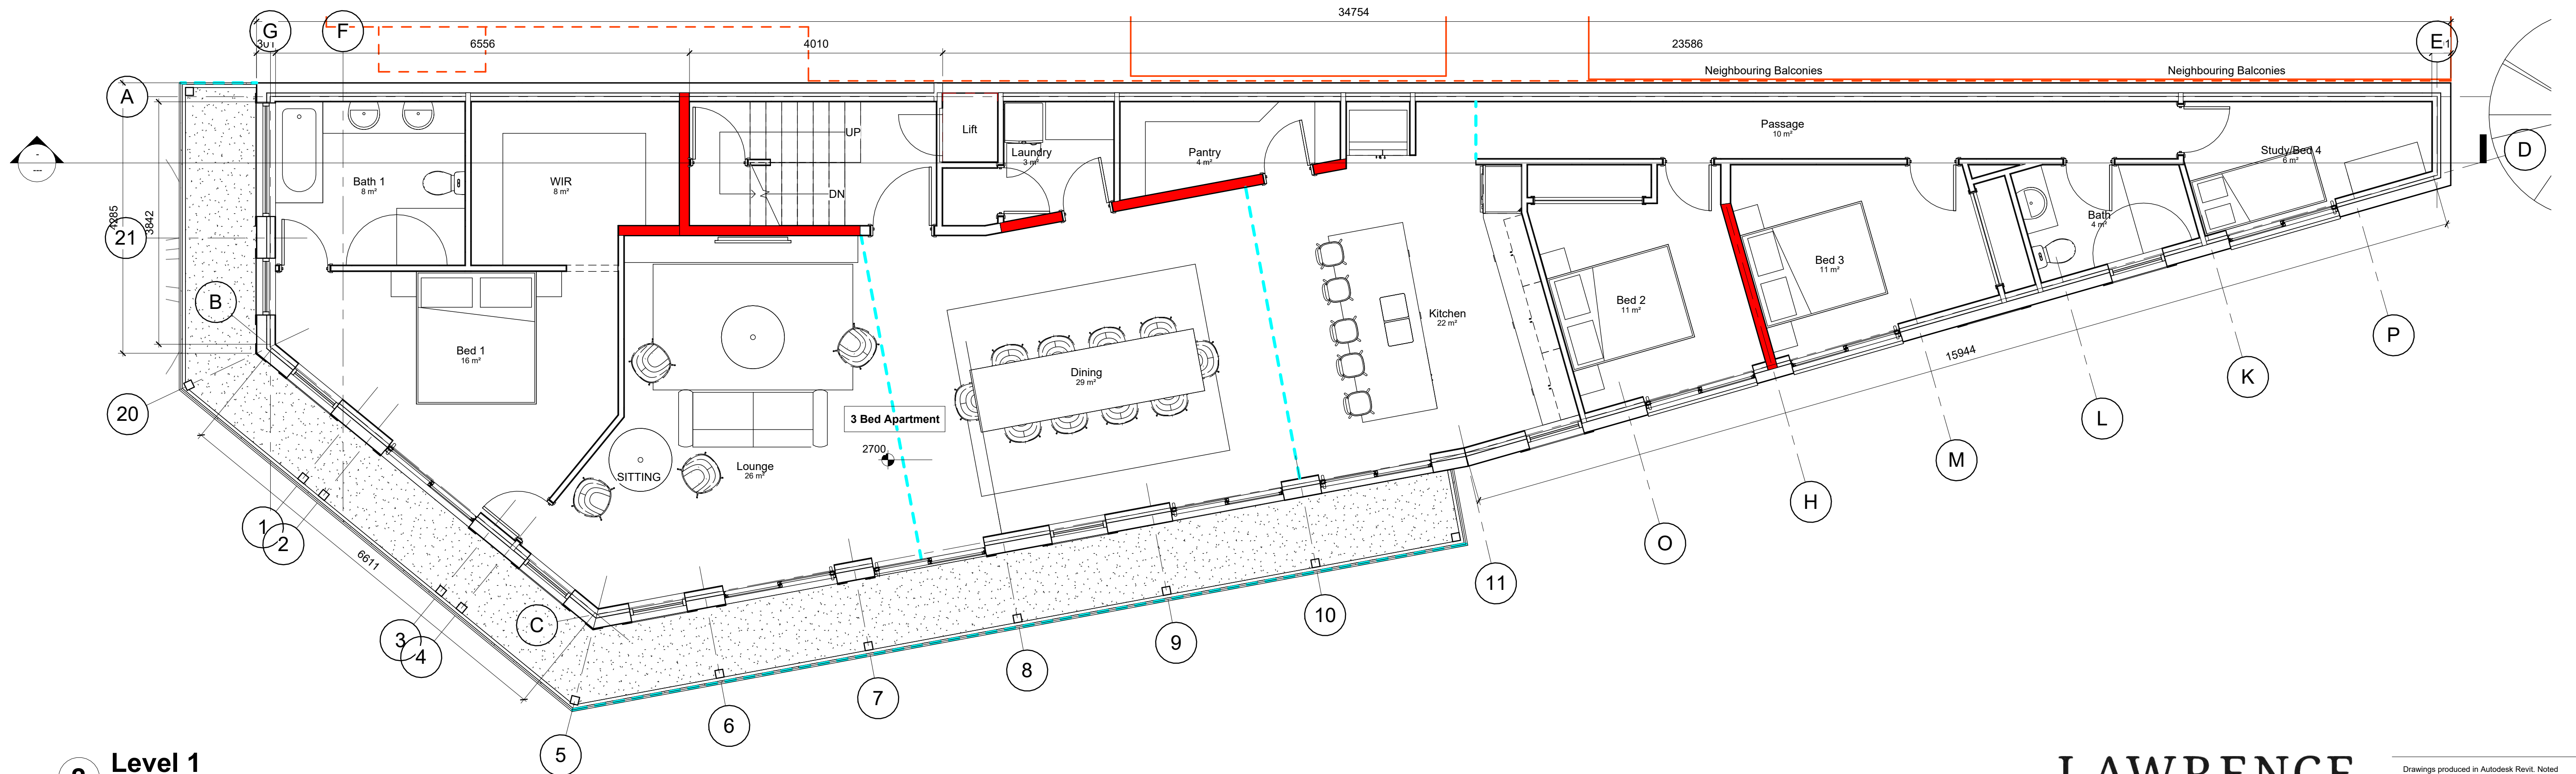 34754
G
F
301
6556
4010
23586
E
Neighbouring Balconies
Neighbouring Balconies
A
UP
Lift
Passage
10 m²
D
Laundry
3 m²
Pantry
4 m²
Study/Bed 4
6 m²
Bath 1
8 m²
WIR
8 m²
DN
4285
3842
21
Bath
4 m²
B
Bed 3
11 m²
Bed 2
11 m²
Kitchen
22 m²
P
Bed 1
16 m²
15944
Dining
29 m²
K
20
3 Bed Apartment
L
2700
M
Lounge
26 m²
SITTING
H
1
2
O
6611
11
10
C
3
4
9
8
7
6
5
2
Level 1
LAWRENCE
Drawings produced in Autodesk Revit. Noted